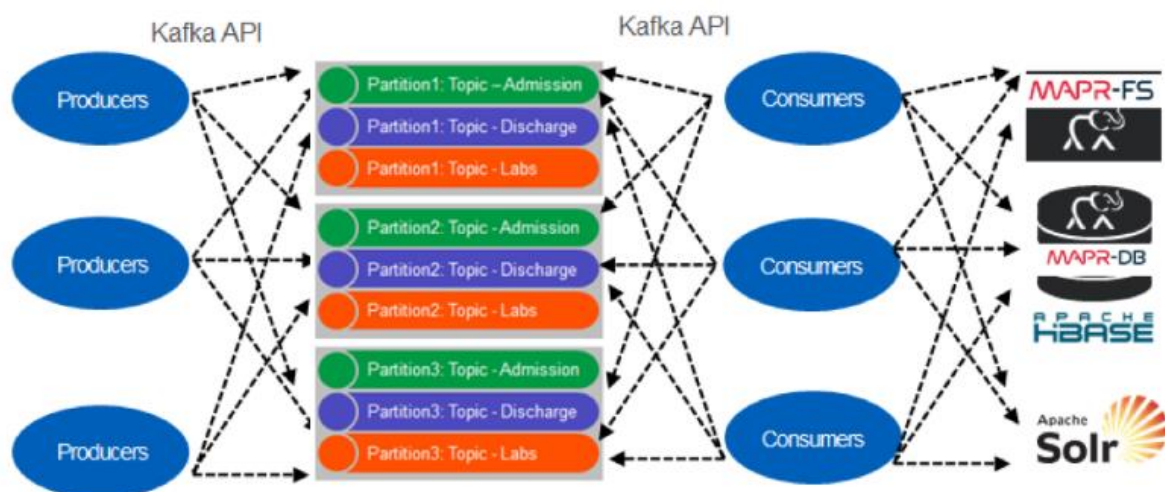 Kafka API
Kafka API
Producers
Partition1: Topic – Admission
Partition1: Topic - Discharge
Partition1: Topic - Labs
Consumers
MAPR-FS
Producers
Partition2: Topic - Admission
Partition2: Topic - Discharge
Partition2: Topic - Labs
Consumers
MAPR-DB
APACHE
HBASE
Producers
Partition3: Topic - Admission
Partition3: Topic - Discharge
Partition3: Topic - Labs
Consumers
Apache
Solr